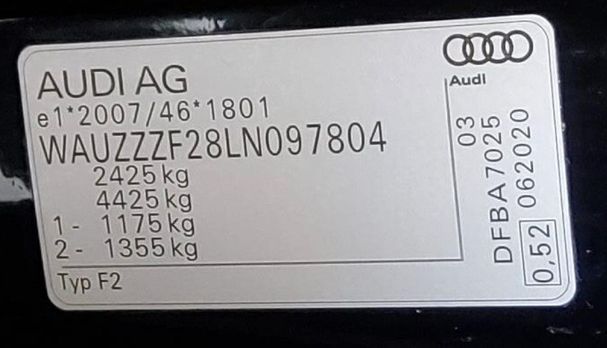 AUDI AG
e1*2007/46*1801
WAUZZZF28LN097804
2425 kg
4425 kg
1- 1175 kg
2- 1355 kg
Typ F2
Audi
03
DFBA7025
062020
0,52